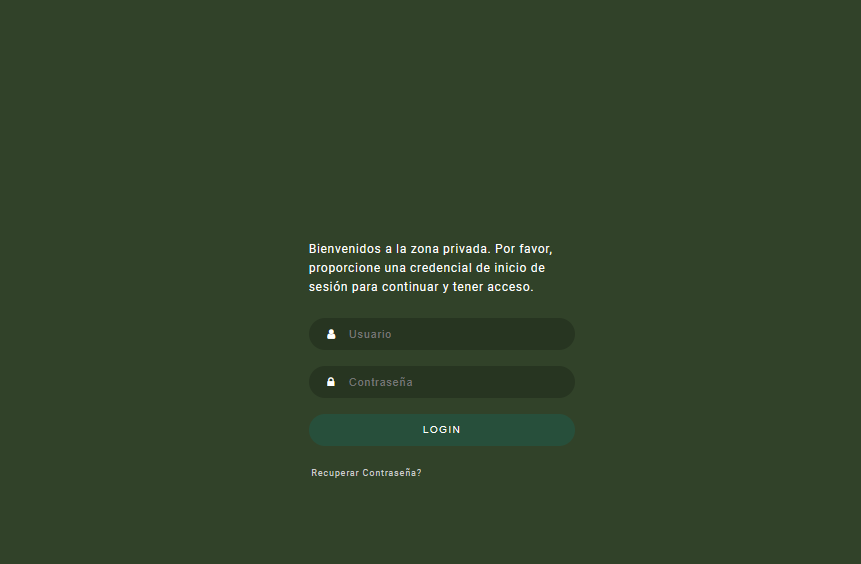 Bienvenidos a la zona privada. Por favor,
proporcione una credencial de inicio de
sesión para continuar y tener acceso.
Usuario
Contraseña
LOGIN
Recuperar Contraseña?